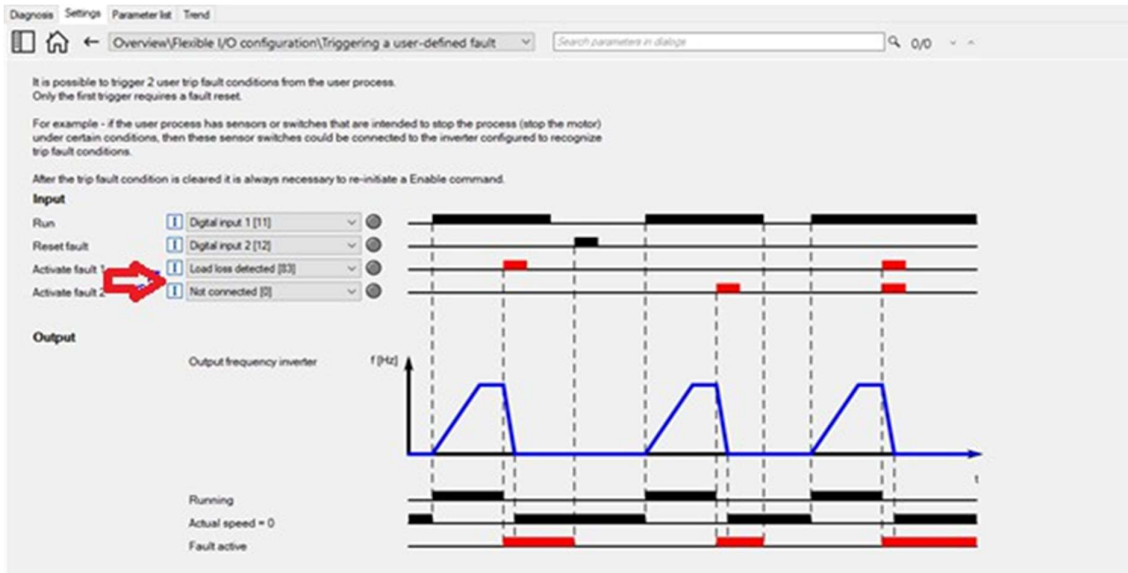 Diagnosis Settings Parameter list Trend
Overview\Flexible I/O configuration\Triggering a user-defined fault Search parameters in dialogs 0/0
It is possible to trigger 2 user trip fault conditions from the user process.
Only the first trigger requires a fault reset.
For example - if the user process has sensors or switches that are intended to stop the process (stop the motor)
under certain conditions, then these sensor switches could be connected to the inverter configured to recognize
trip fault conditions.
After the trip fault condition is cleared it is always necessary to re-initiate a Enable command.
Input
Run I Digital input 1 [11]
Reset fault I Digital input 2 [12]
Activate fault 1 I Load loss detected [83]
Activate fault 2 I Not connected [0]
Output
Output frequency inverter f [Hz]
t
Running
Actual speed = 0
Fault active